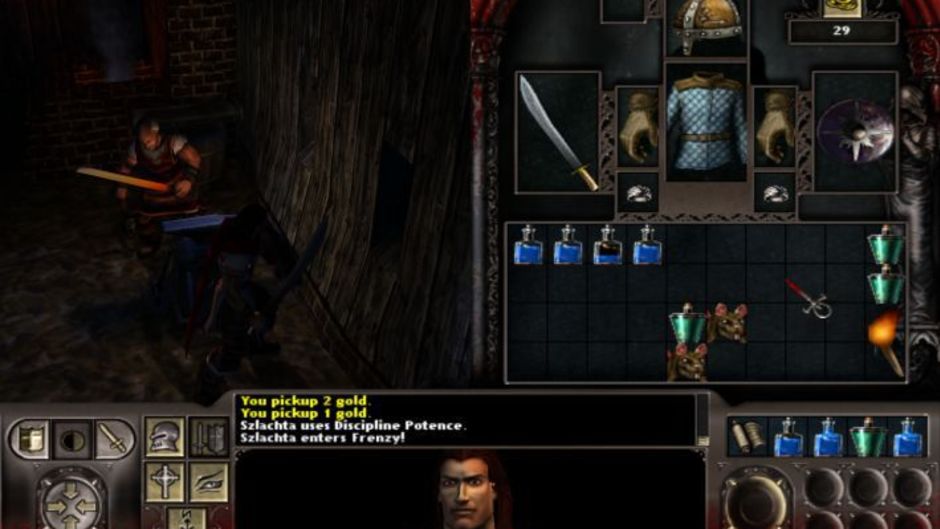 29
You pickup 2 gold.
You pickup 1 gold.
Szlachta uses Discipline Potence.
Szlachta enters Frenzy!